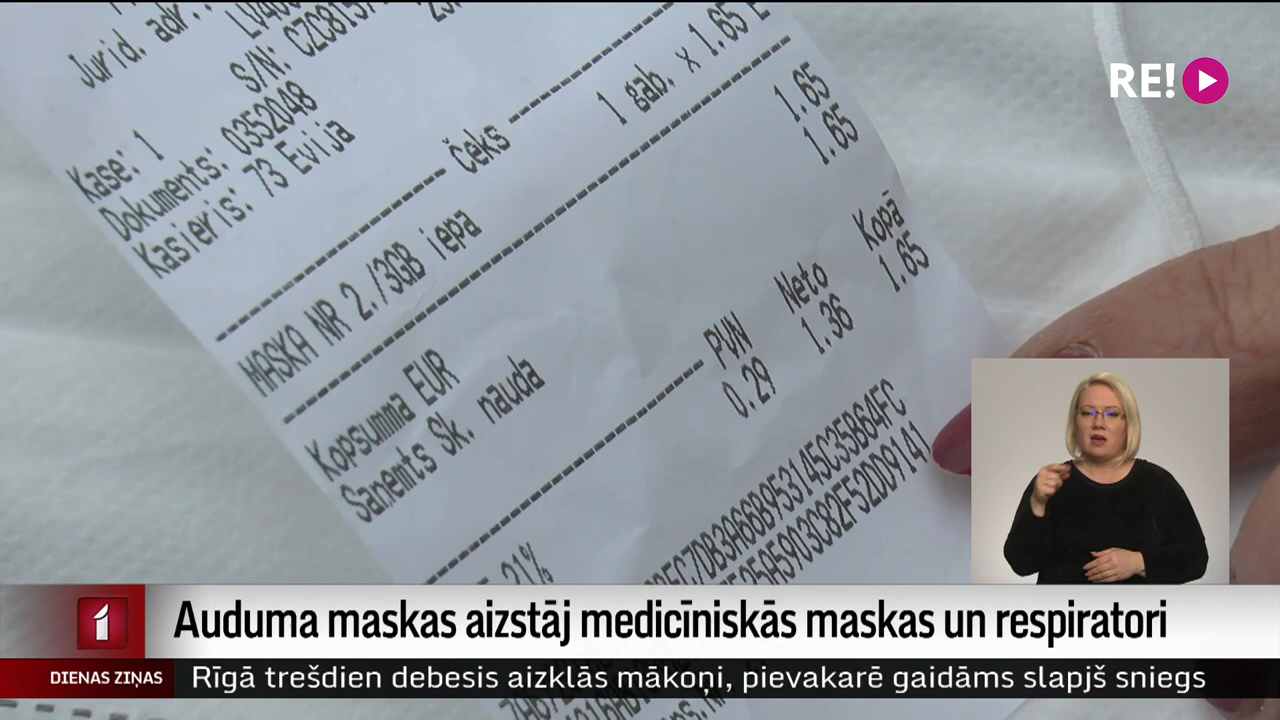 RE!
Jurid. adr.
S/N:
Kase: 1
Dokuments: 0352048
Kasieris: 73 Evija
Čeks
MASKA NR 2./3GB iepa
1 gab. x 1.65 E
1.65
Kopsumma EUR
1.65
Saņemts Sk. nauda
PVN Neto Kopā
21% 0.29 1.36 1.65
1
Auduma maskas aizstāj medicīniskās maskas un respiratori
DIENAS ZIŅAS
Rīgā trešdien debesis aizklās mākoņi, pievakarē gaidāms slapjš sniegs